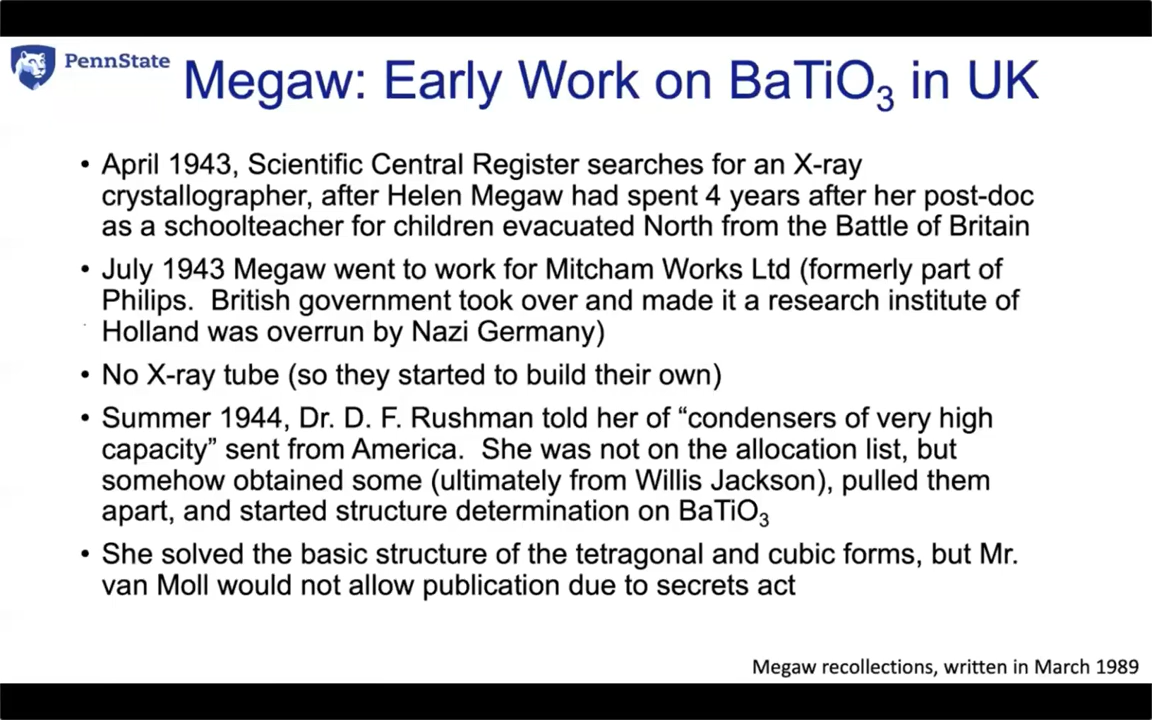 PennState
Megaw: Early Work on BaTiO₃ in UK
• April 1943, Scientific Central Register searches for an X-ray
crystallographer, after Helen Megaw had spent 4 years after her post-doc
as a schoolteacher for children evacuated North from the Battle of Britain
• July 1943 Megaw went to work for Mitcham Works Ltd (formerly part of
Philips. British government took over and made it a research institute of
Holland was overrun by Nazi Germany)
• No X-ray tube (so they started to build their own)
• Summer 1944, Dr. D. F. Rushman told her of “condensers of very high
capacity” sent from America. She was not on the allocation list, but
somehow obtained some (ultimately from Willis Jackson), pulled them
apart, and started structure determination on BaTiO₃
• She solved the basic structure of the tetragonal and cubic forms, but Mr.
van Moll would not allow publication due to secrets act
Megaw recollections, written in March 1989